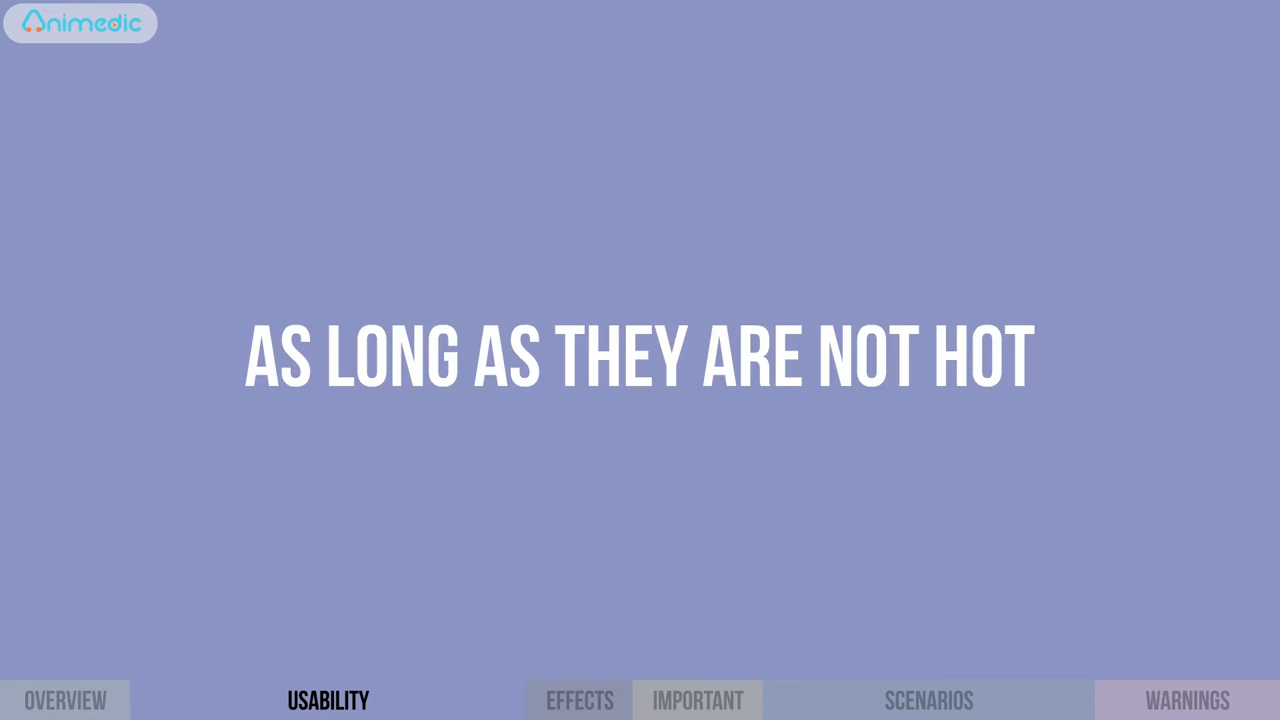 Animedic
AS LONG AS THEY ARE NOT HOT
OVERVIEW
USABILITY
EFFECTS
IMPORTANT
SCENARIOS
WARNINGS